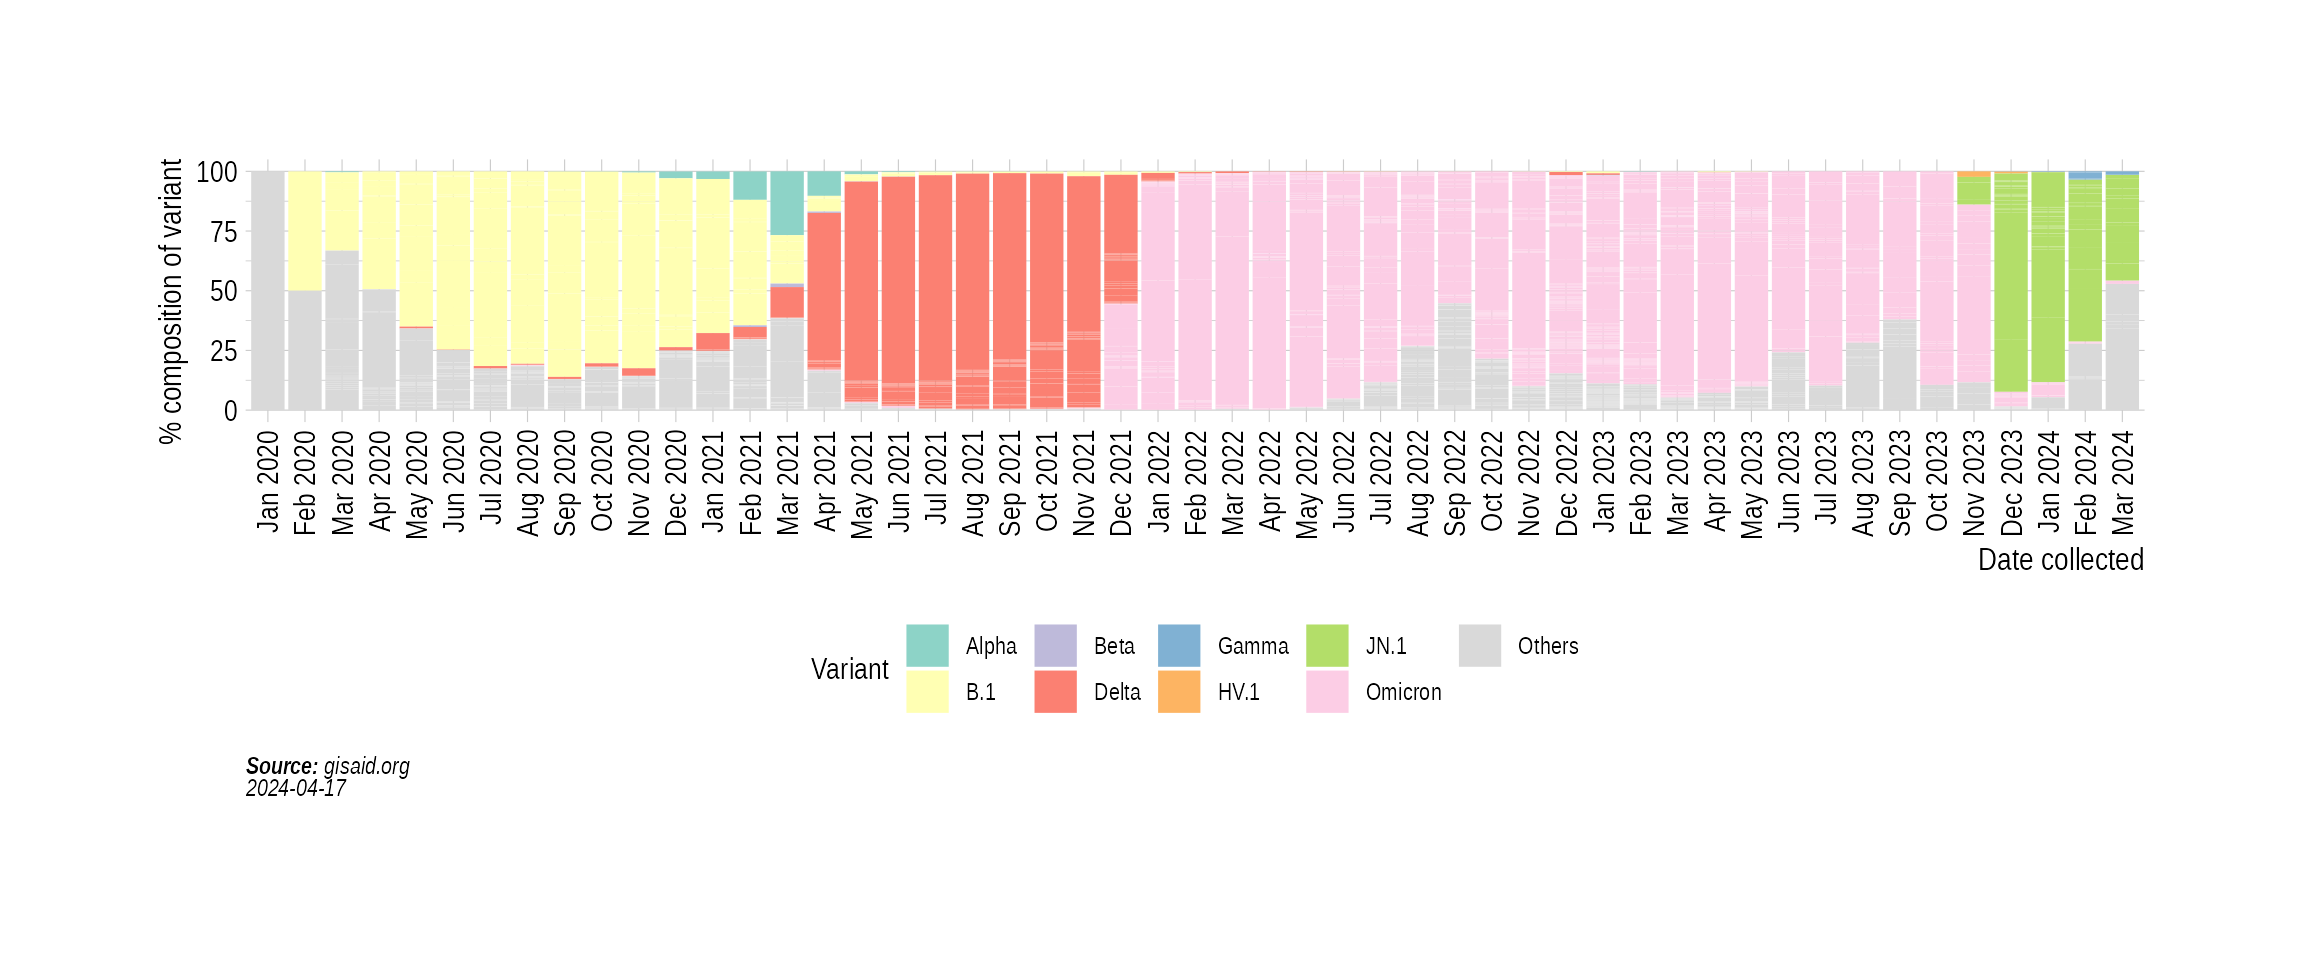 % composition of variant
100
75
50
25
0
Jan 2020
Feb 2020
Mar 2020
Apr 2020
May 2020
Jun 2020
Jul 2020
Aug 2020
Sep 2020
Oct 2020
Nov 2020
Dec 2020
Jan 2021
Feb 2021
Mar 2021
Apr 2021
May 2021
Jun 2021
Jul 2021
Aug 2021
Sep 2021
Oct 2021
Nov 2021
Dec 2021
Jan 2022
Feb 2022
Mar 2022
Apr 2022
May 2022
Jun 2022
Jul 2022
Aug 2022
Sep 2022
Oct 2022
Nov 2022
Dec 2022
Jan 2023
Feb 2023
Mar 2023
Apr 2023
May 2023
Jun 2023
Jul 2023
Aug 2023
Sep 2023
Oct 2023
Nov 2023
Dec 2023
Jan 2024
Feb 2024
Mar 2024
Date collected
Variant
Alpha
Beta
Gamma
JN.1
Others
B.1
Delta
HV.1
Omicron
Source: gisaid.org
2024-04-17